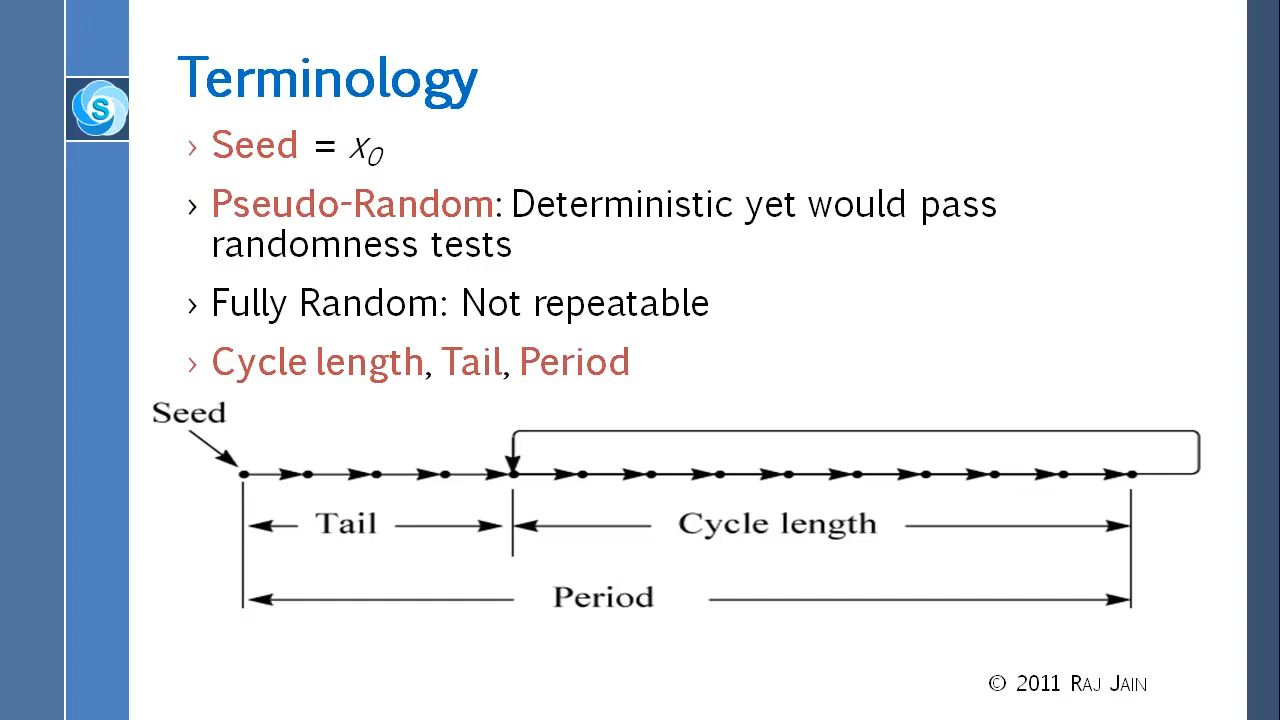 Terminology
S
› Seed = x0
› Pseudo-Random: Deterministic yet would pass
randomness tests
› Fully Random: Not repeatable
› Cycle length, Tail, Period
Seed
Tail
Cycle length
Period
© 2011 RAJ JAIN